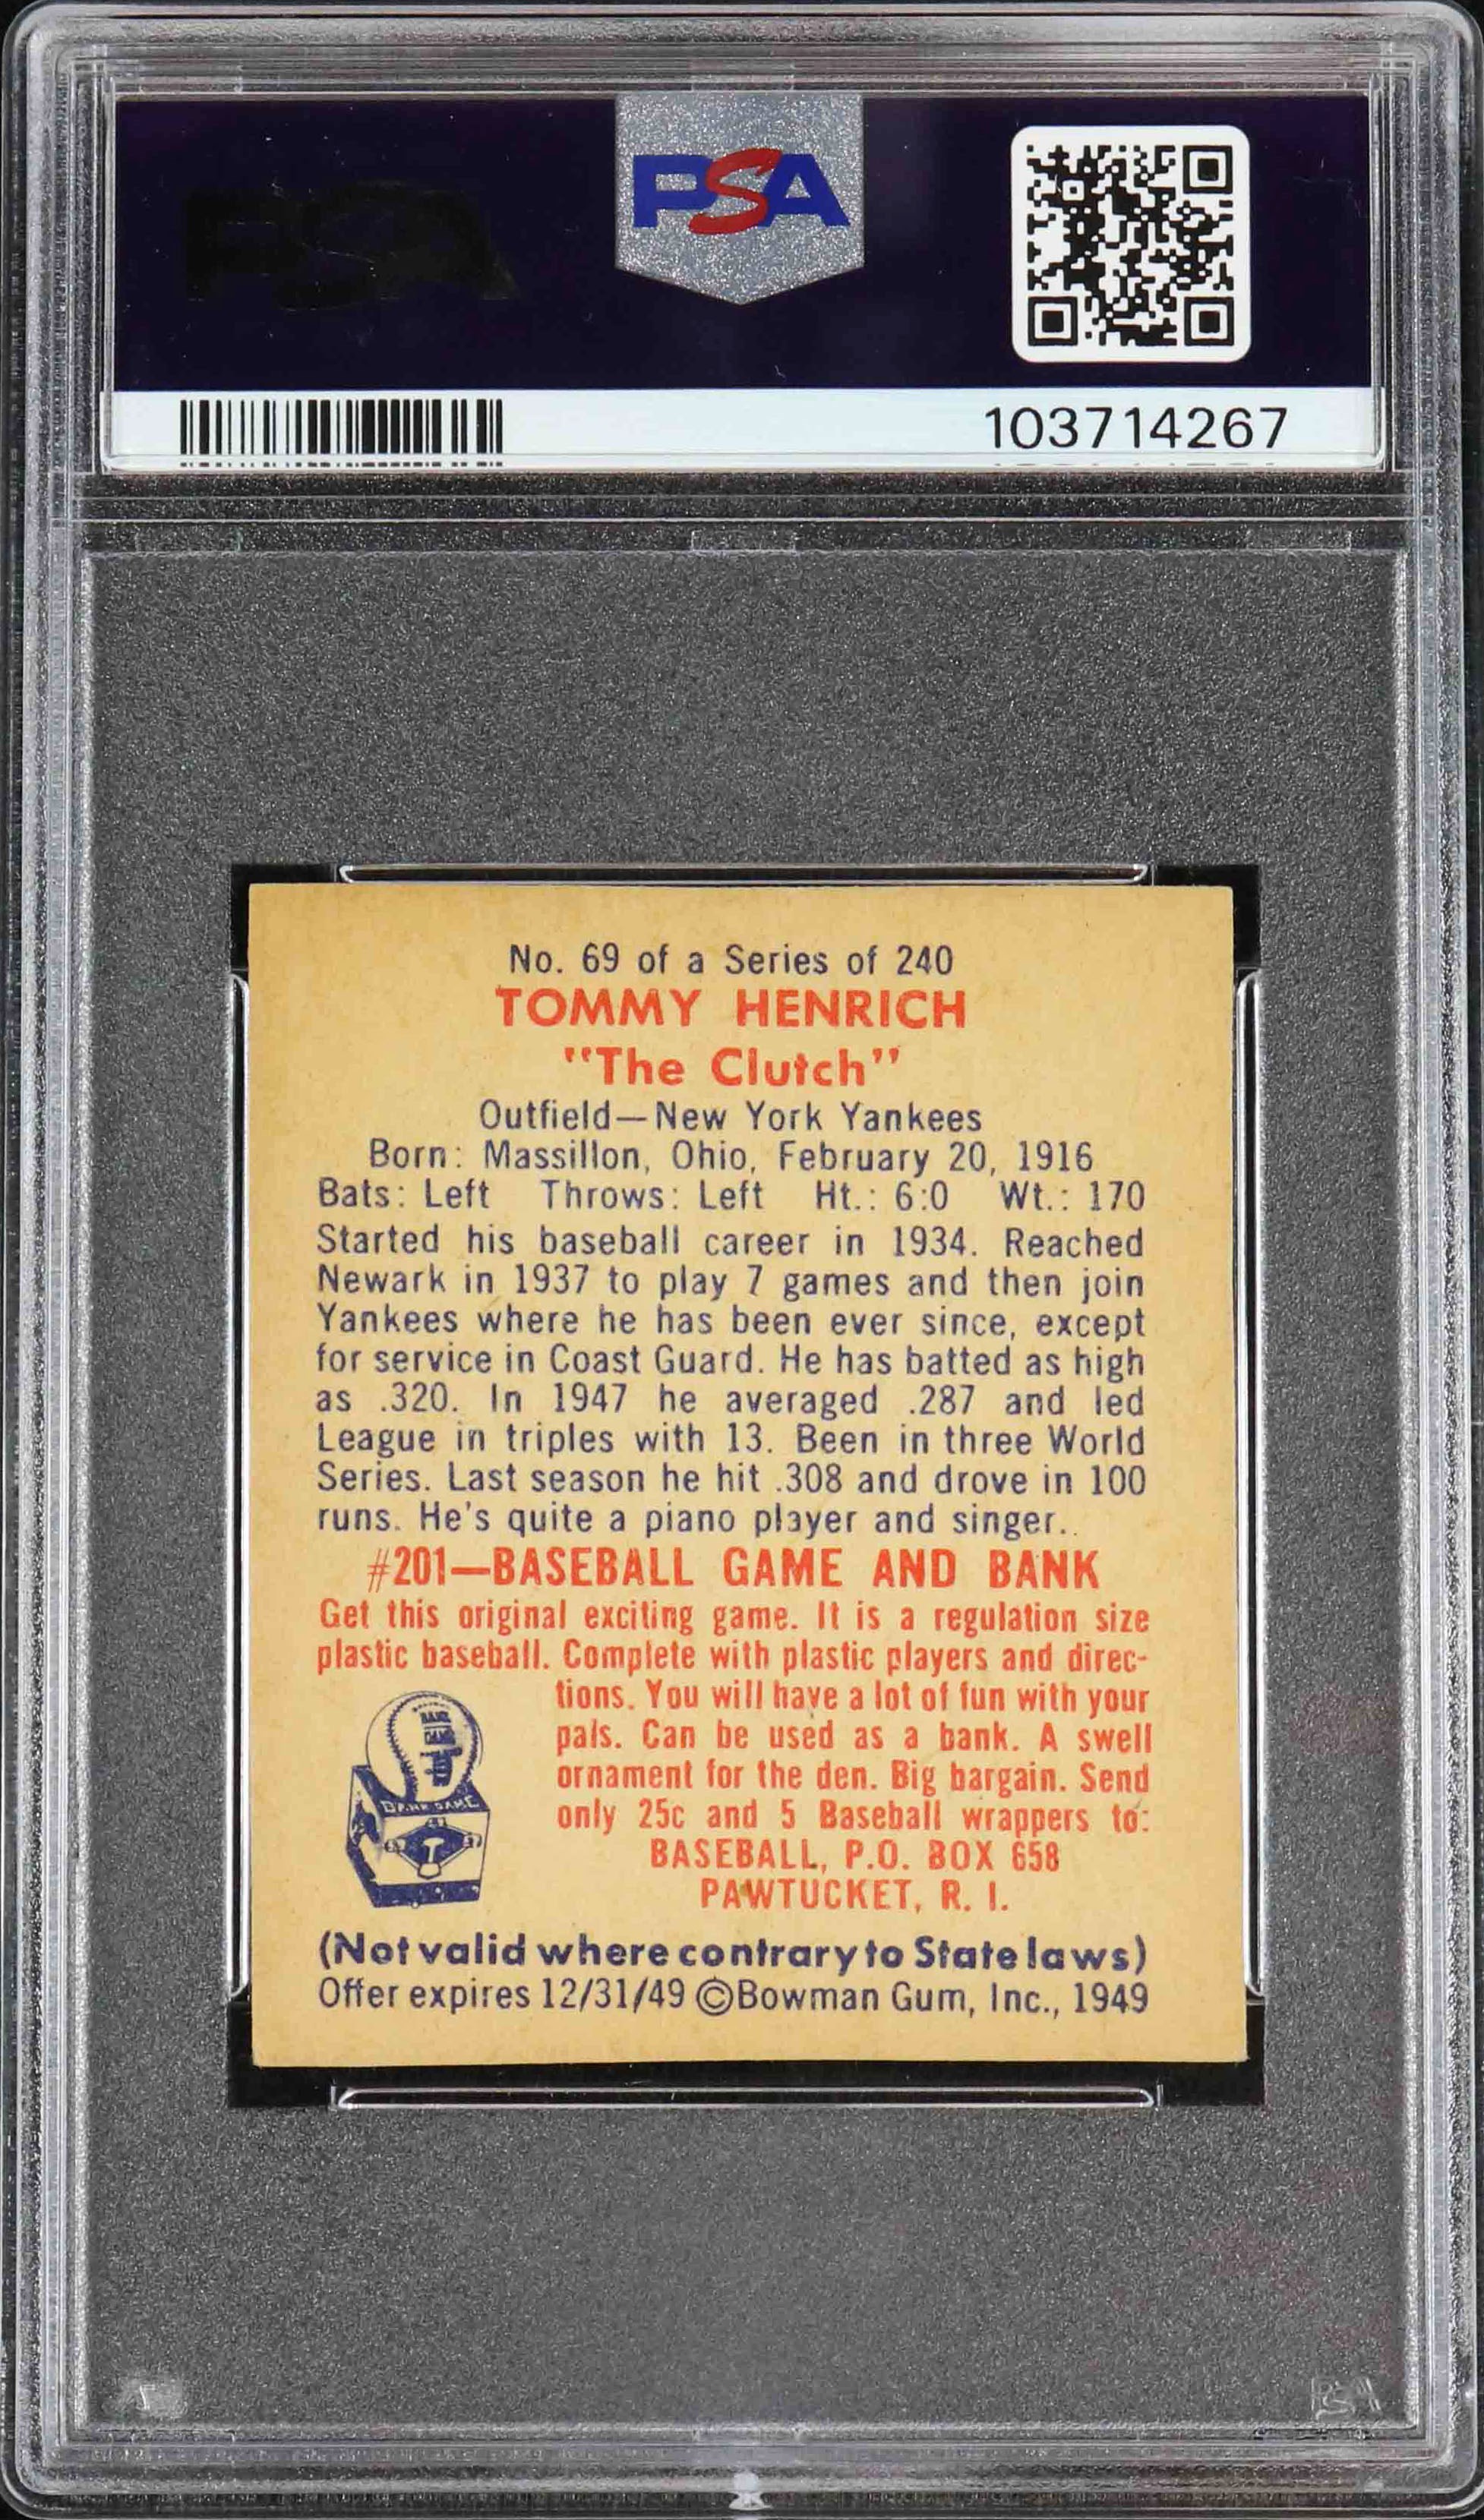 PSA
PSA
103714267
No. 69 of a Series of 240
TOMMY HENRICH
"The Clutch"
Outfield—New York Yankees
Born: Massillon, Ohio, February 20, 1916
Bats: Left Throws: Left Ht.: 6:0 Wt.: 170
Started his baseball career in 1934. Reached
Newark in 1937 to play 7 games and then join
Yankees where he has been ever since, except
for service in Coast Guard. He has batted as high
as .320. In 1947 he averaged .287 and led
League in triples with 13. Been in three World
Series. Last season he hit .308 and drove in 100
runs. He's quite a piano player and singer..
#201—BASEBALL GAME AND BANK
Get this original exciting game. It is a regulation size
plastic baseball. Complete with plastic players and direc-
tions. You will have a lot of fun with your
pals. Can be used as a bank. A swell
ornament for the den. Big bargain. Send
only 25c and 5 Baseball wrappers to:
BASEBALL, P.O. BOX 658
PAWTUCKET, R. I.
BANK
GAME
BANK GAME
(Not valid where contrary to State laws)
Offer expires 12/31/49 ©Bowman Gum, Inc., 1949
PSA